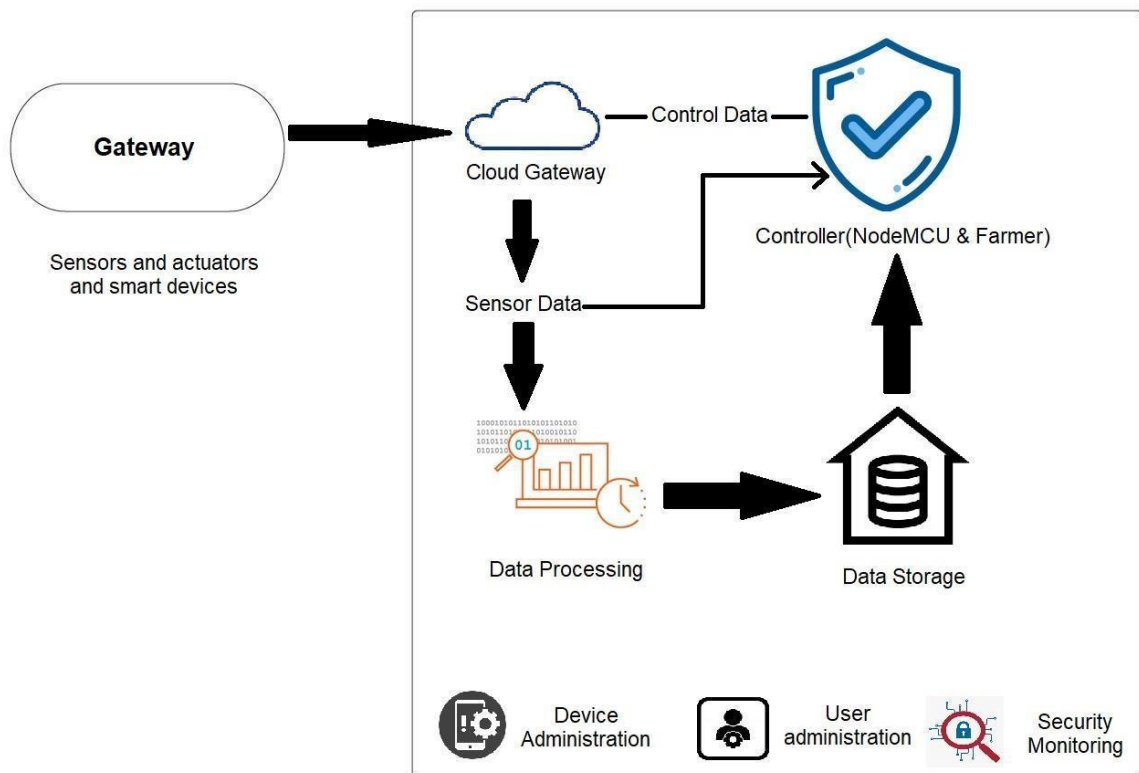 Gateway
Sensors and actuators
and smart devices
Cloud Gateway
Control Data
Controller(NodeMCU & Farmer)
Sensor Data
01
Data Processing
Data Storage
Device
Administration
User
administration
Security
Monitoring